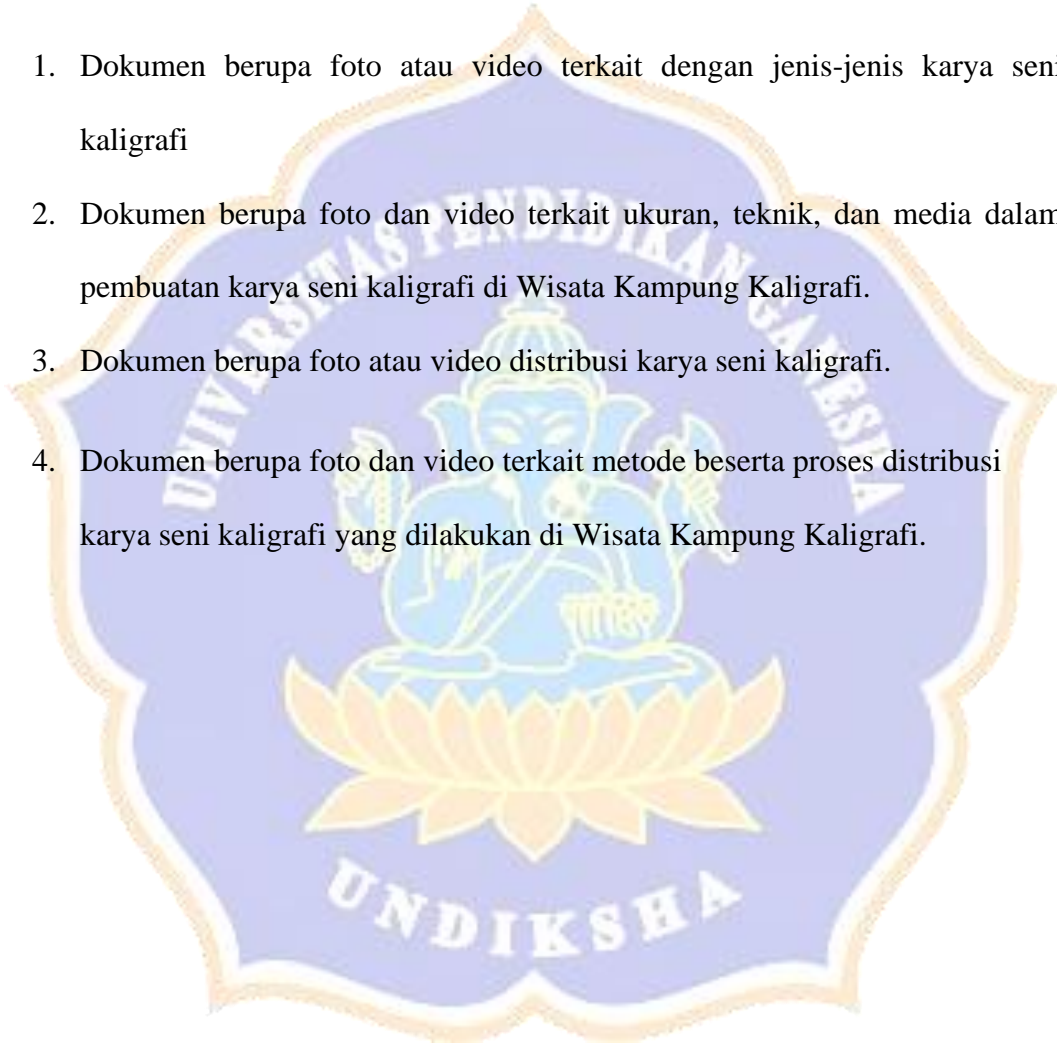 1. Dokumen berupa foto atau video terkait dengan jenis-jenis karya seni
kaligrafi
2. Dokumen berupa foto dan video terkait ukuran, teknik, dan media dalam
pembuatan karya seni kaligrafi di Wisata Kampung Kaligrafi.
3. Dokumen berupa foto atau video distribusi karya seni kaligrafi.
4. Dokumen berupa foto dan video terkait metode beserta proses distribusi
karya seni kaligrafi yang dilakukan di Wisata Kampung Kaligrafi.
UNIVERSITAS PENDIDIKAN GANESHA
UNDIKSHA